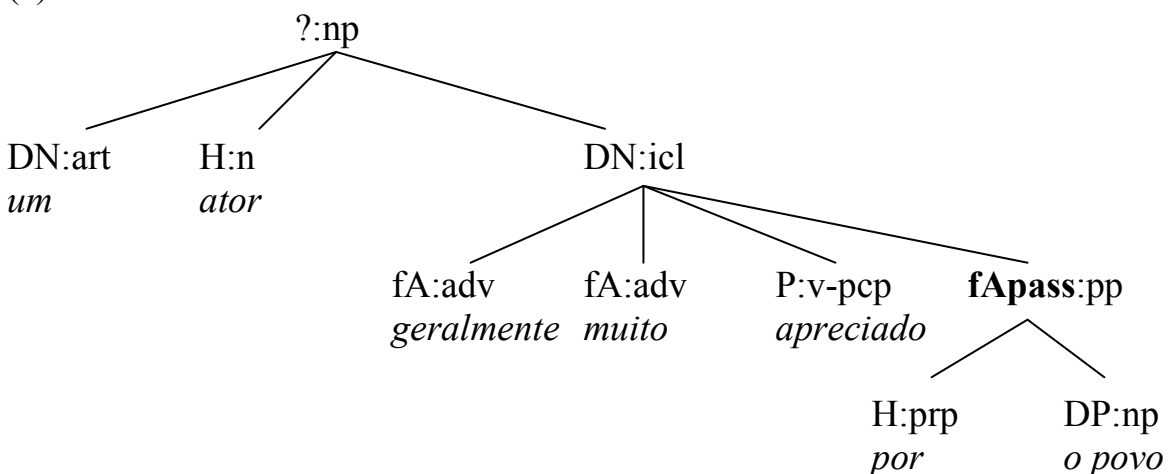 ?:np
DN:art H:n DN:icl
um ator
fA:adv fA:adv P:v-pcp fApass:pp
geralmente muito apreciado
H:prp DP:np
por o povo